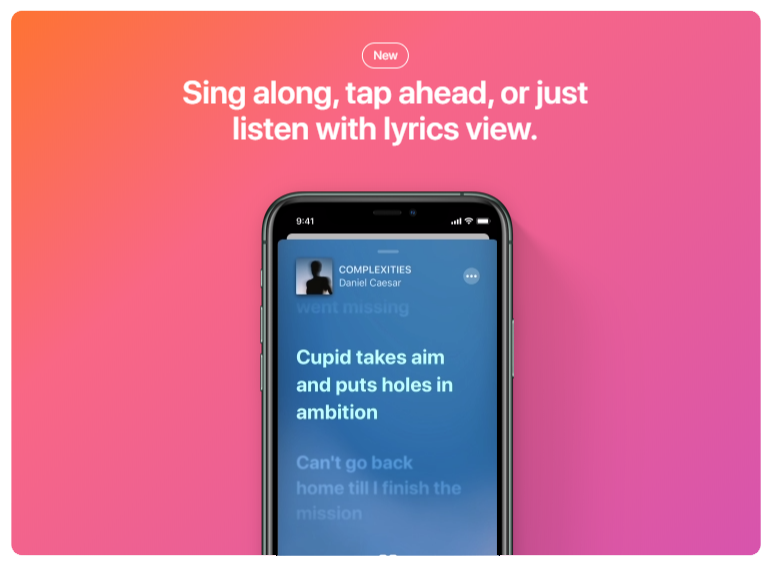 New
Sing along, tap ahead, or just
listen with lyrics view.
9:41
COMPLEXITIES
Daniel Caesar
went missing
Cupid takes aim
and puts holes in
ambition
Can't go back
home till I finish the
mission